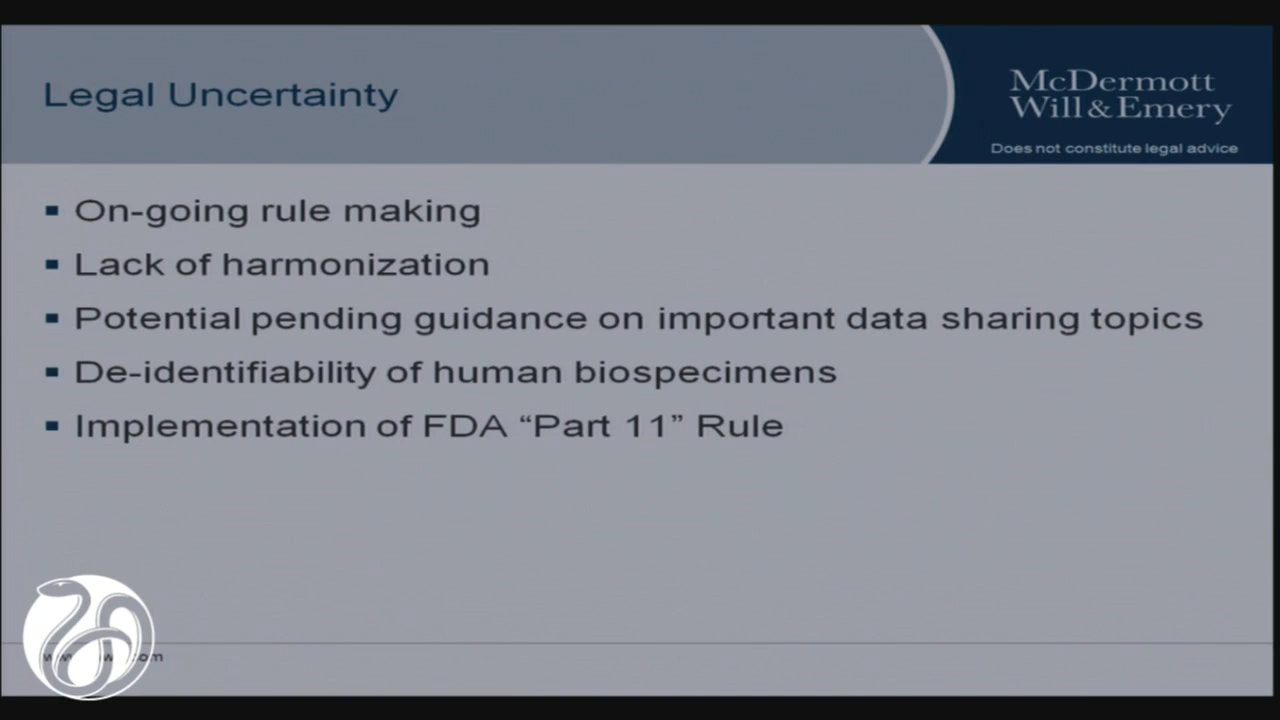 Legal Uncertainty
McDermott
Will & Emery
Does not constitute legal advice
On-going rule making
Lack of harmonization
Potential pending guidance on important data sharing topics
De-identifiability of human biospecimens
Implementation of FDA “Part 11” Rule